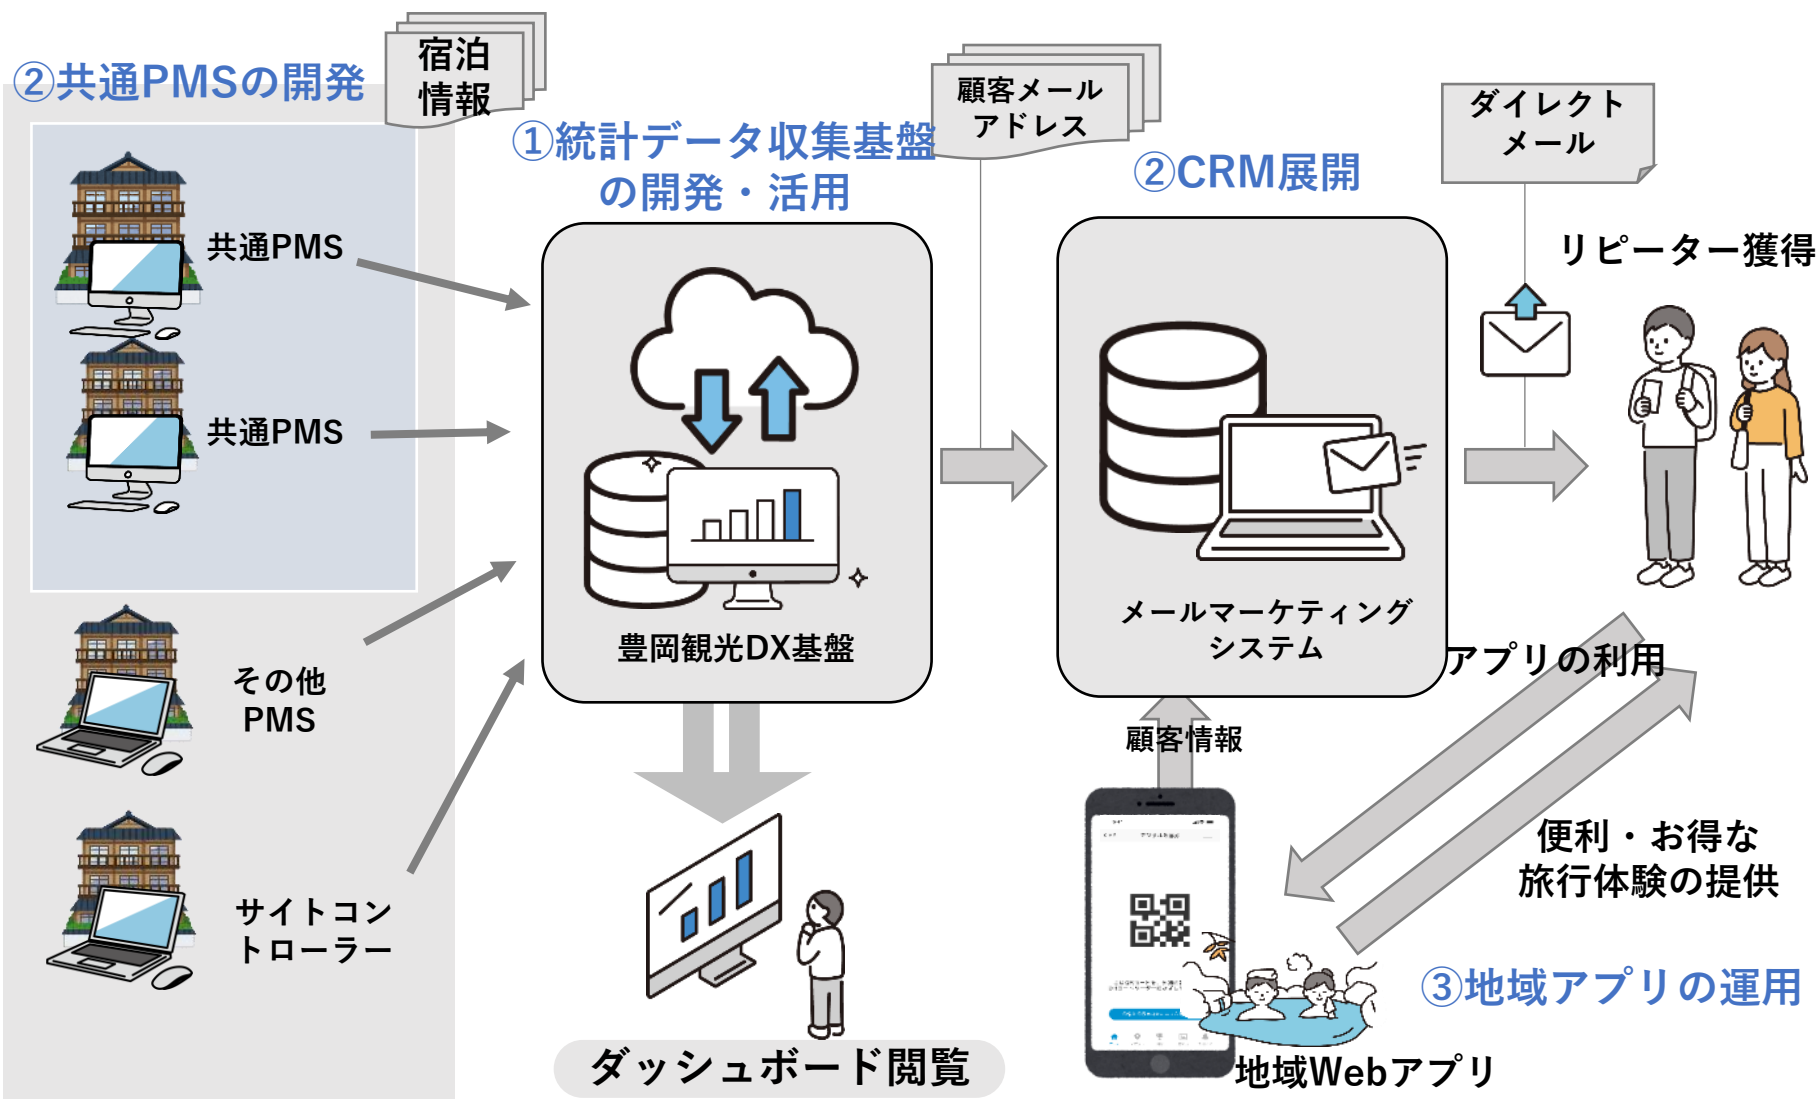 ②共通PMSの開発
宿泊
情報
共通PMS
共通PMS
その他
PMS
サイトコン
トローラー
①統計データ収集基盤
の開発・活用
豊岡観光DX基盤
ダッシュボード閲覧
顧客メール
アドレス
②CRM展開
メールマーケティング
システム
顧客情報
ダイレクト
メール
リピーター獲得
アプリの利用
便利・お得な
旅行体験の提供
③地域アプリの運用
地域Webアプリ